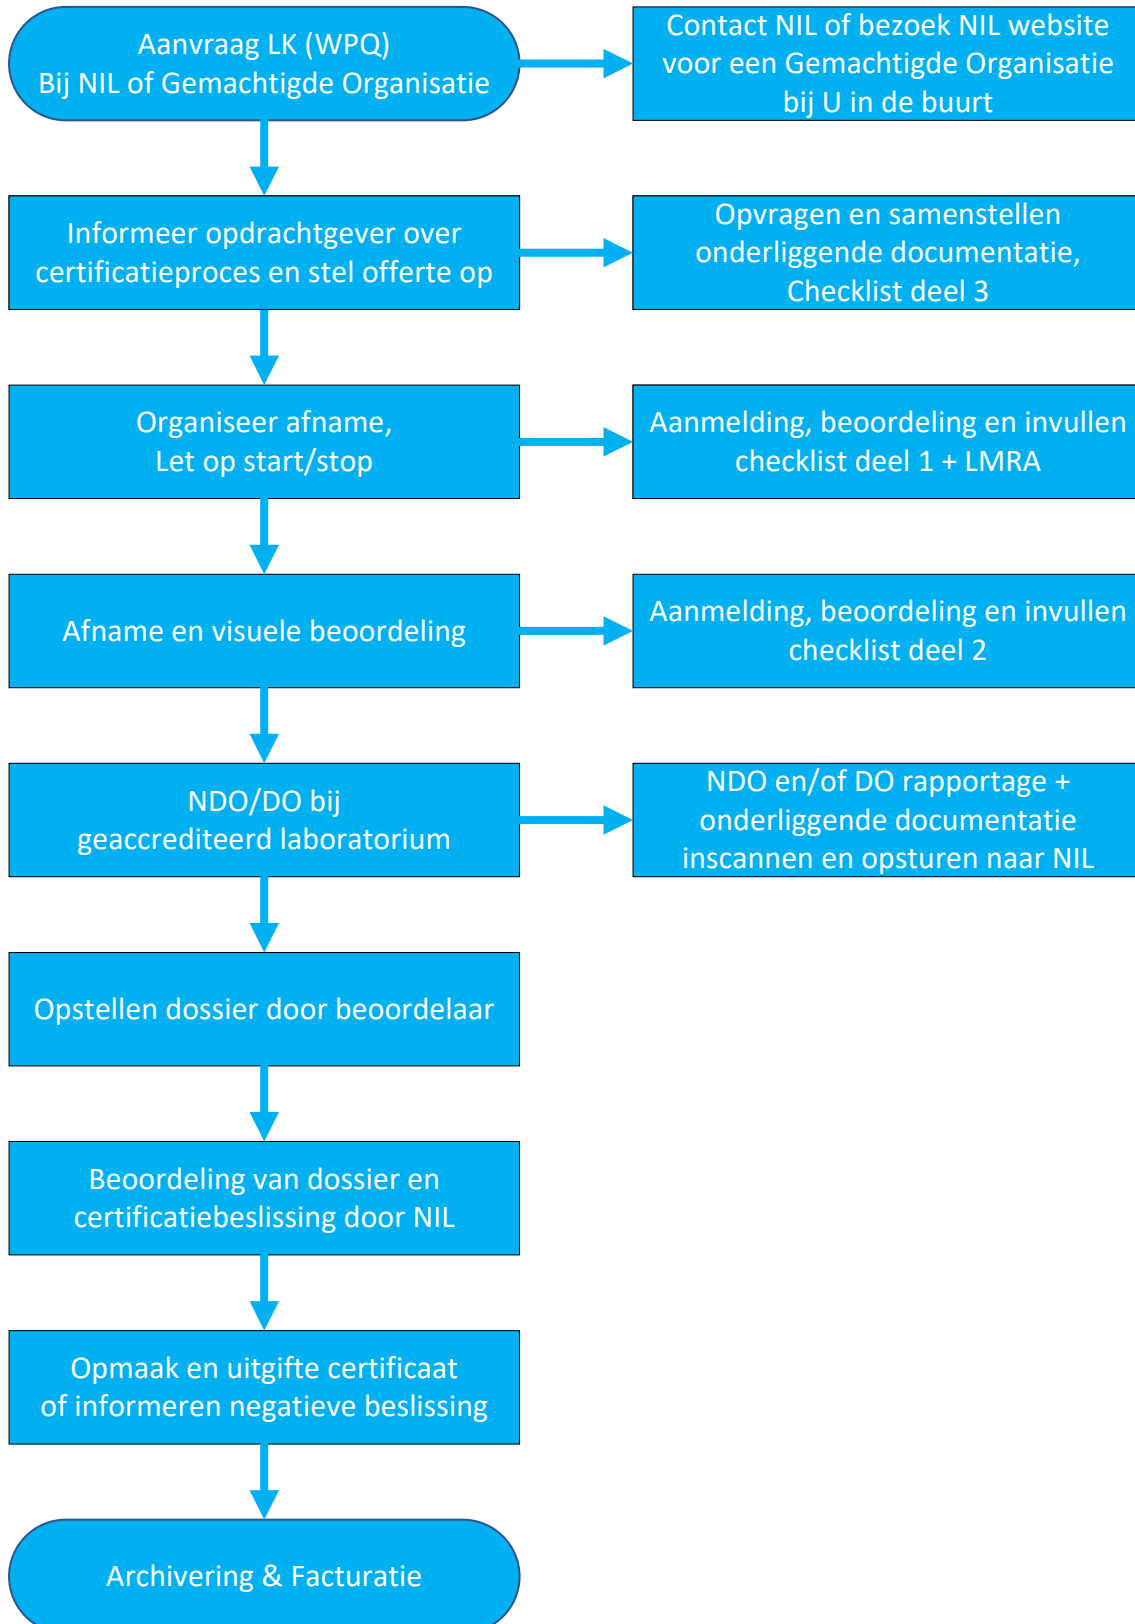 Aanvraag LK (WPQ)
Bij NIL of Gemachtigde Organisatie
Contact NIL of bezoek NIL website
voor een Gemachtigde Organisatie
bij U in de buurt
Informeer opdrachtgever over
certificatieproces en stel offerte op
Opvragen en samenstellen
onderliggende documentatie,
Checklist deel 3
Organiseer afname,
Let op start/stop
Aanmelding, beoordeling en invullen
checklist deel 1 + LMRA
Afname en visuele beoordeling
Aanmelding, beoordeling en invullen
checklist deel 2
NDO/DO bij
geaccrediteerd laboratorium
NDO en/of DO rapportage +
onderliggende documentatie
inscannen en opsturen naar NIL
Opstellen dossier door beoordelaar
Beoordeling van dossier en
certificatiebeslissing door NIL
Opmaak en uitgifte certificaat
of informeren negatieve beslissing
Archivering & Facturatie